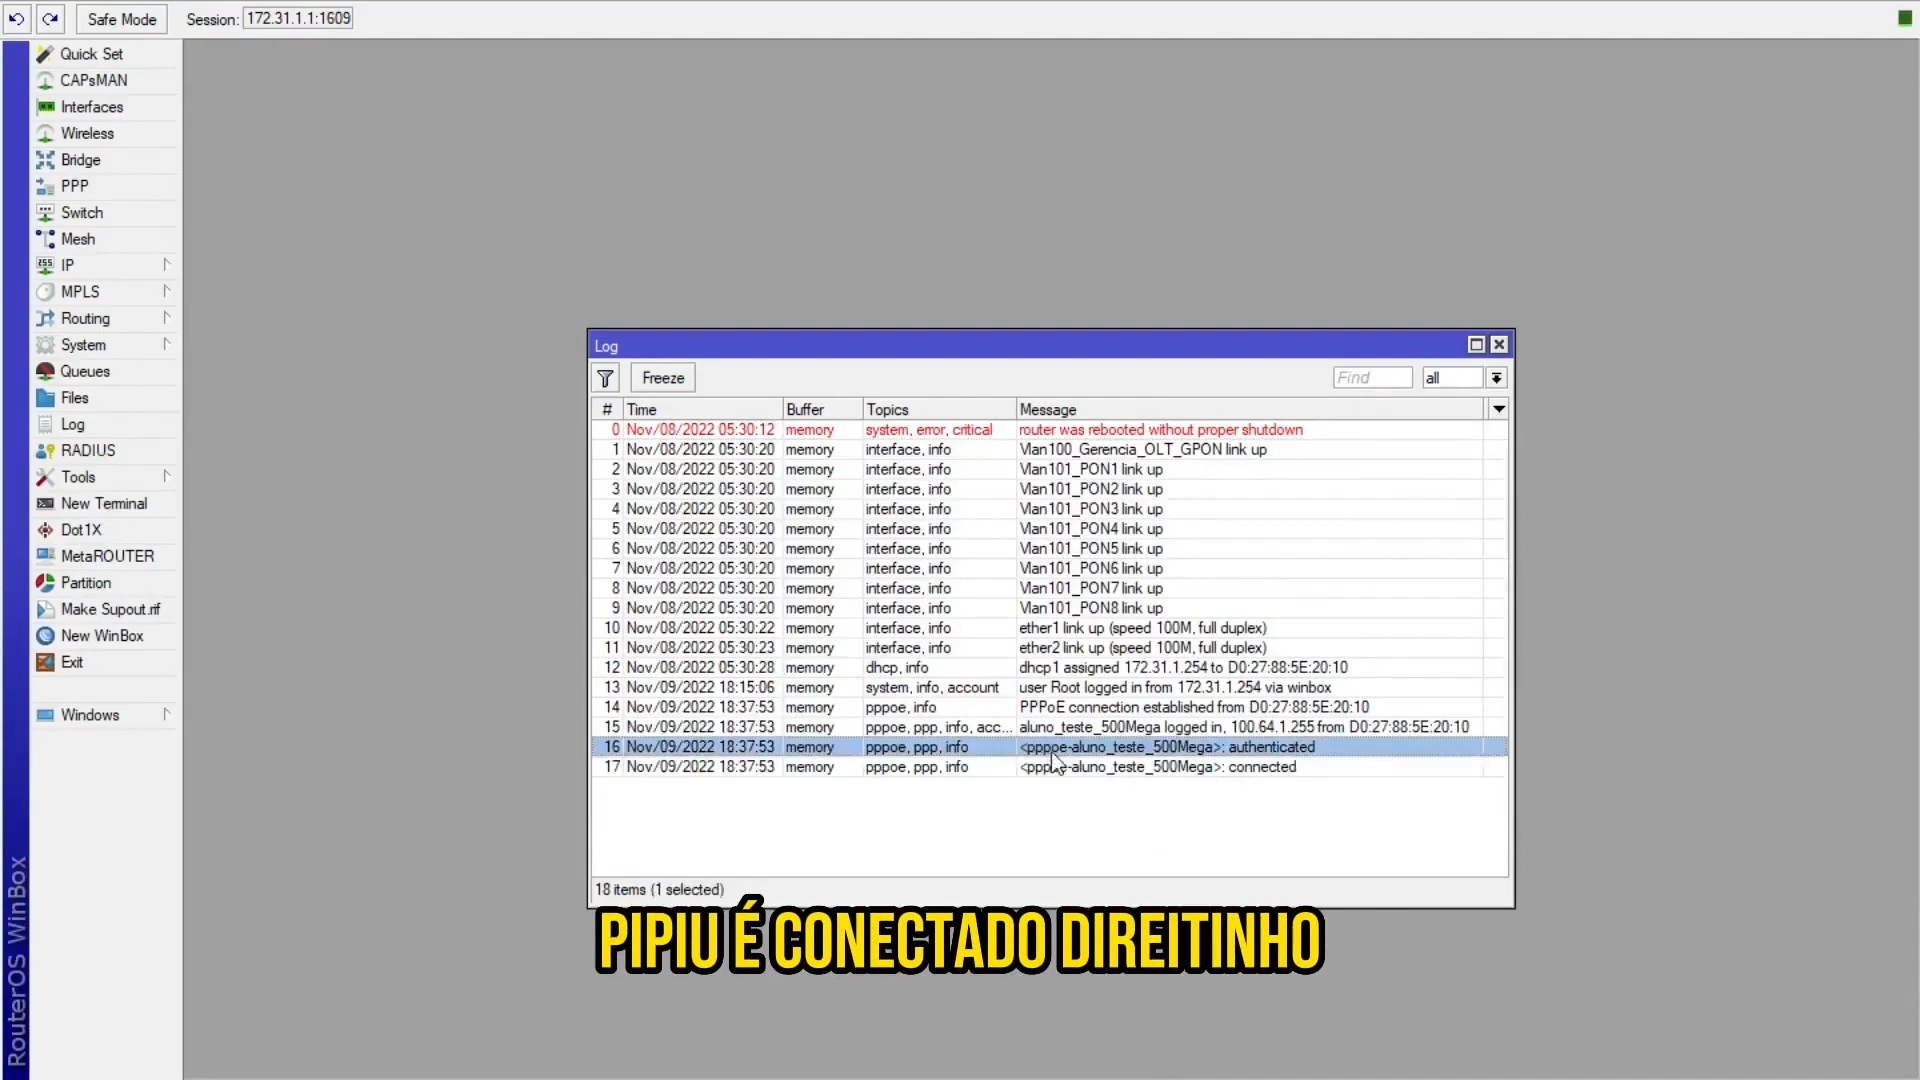 Safe Mode Session: 172.31.1.1:1609
Quick Set
CAPsMAN
Interfaces
Wireless
Bridge
PPP
Switch
Mesh
255 IP
MPLS
Routing
System
Queues
Files
Log
RADIUS
Tools
New Terminal
Dot1X
MetaROUTER
Partition
Make Supout.rif
New WinBox
Exit
Windows
RouterOS WinBox
Log
Freeze Find all
# Time Buffer Topics Message
0 Nov/08/2022 05:30:12 memory system, error, critical router was rebooted without proper shutdown
1 Nov/08/2022 05:30:20 memory interface, info Vlan100_Gerencia_OLT_GPON link up
2 Nov/08/2022 05:30:20 memory interface, info Vlan101_PON1 link up
3 Nov/08/2022 05:30:20 memory interface, info Vlan101_PON2 link up
4 Nov/08/2022 05:30:20 memory interface, info Vlan101_PON3 link up
5 Nov/08/2022 05:30:20 memory interface, info Vlan101_PON4 link up
6 Nov/08/2022 05:30:20 memory interface, info Vlan101_PON5 link up
7 Nov/08/2022 05:30:20 memory interface, info Vlan101_PON6 link up
8 Nov/08/2022 05:30:20 memory interface, info Vlan101_PON7 link up
9 Nov/08/2022 05:30:20 memory interface, info Vlan101_PON8 link up
10 Nov/08/2022 05:30:22 memory interface, info ether1 link up (speed 100M, full duplex)
11 Nov/08/2022 05:30:23 memory interface, info ether2 link up (speed 100M, full duplex)
12 Nov/08/2022 05:30:28 memory dhcp, info dhcp1 assigned 172.31.1.254 to D0:27:88:5E:20:10
13 Nov/09/2022 18:15:06 memory system, info, account user Root logged in from 172.31.1.254 via winbox
14 Nov/09/2022 18:37:53 memory pppoe, info PPPoE connection established from D0:27:88:5E:20:10
15 Nov/09/2022 18:37:53 memory pppoe, ppp, info, acc... aluno_teste_500Mega logged in, 100.64.1.255 from D0:27:88:5E:20:10
16 Nov/09/2022 18:37:53 memory pppoe, ppp, info <pppoe-aluno_teste_500Mega>: authenticated
17 Nov/09/2022 18:37:53 memory pppoe, ppp, info <pppoe-aluno_teste_500Mega>: connected
18 items (1 selected)
PIPIU É CONECTADO DIREITINHO